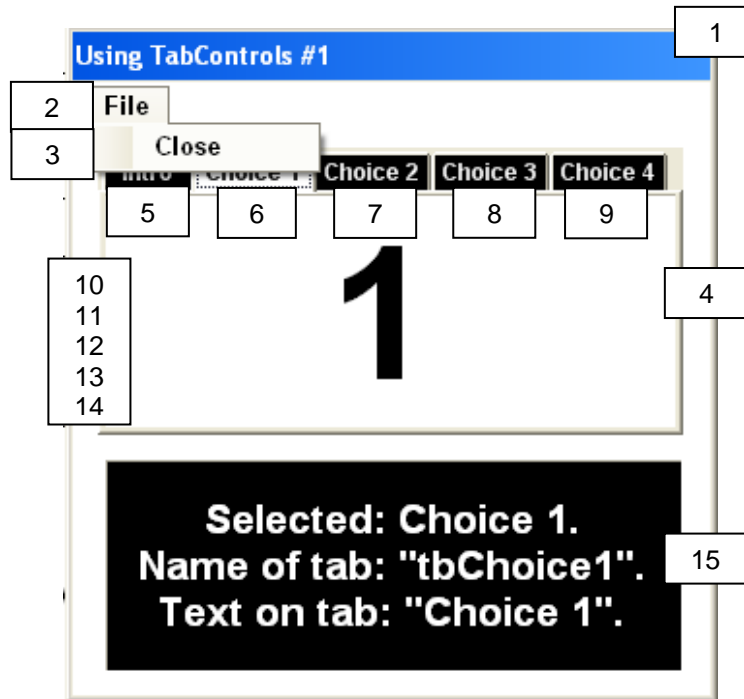 1
Using TabControls #1
2
File
3
Close
Intro Choice 1 Choice 2 Choice 3 Choice 4
5 6 7 8 9
1
10
11
12
13
14
4
Selected: Choice 1.
Name of tab: "tbChoice1".
Text on tab: "Choice 1".
15